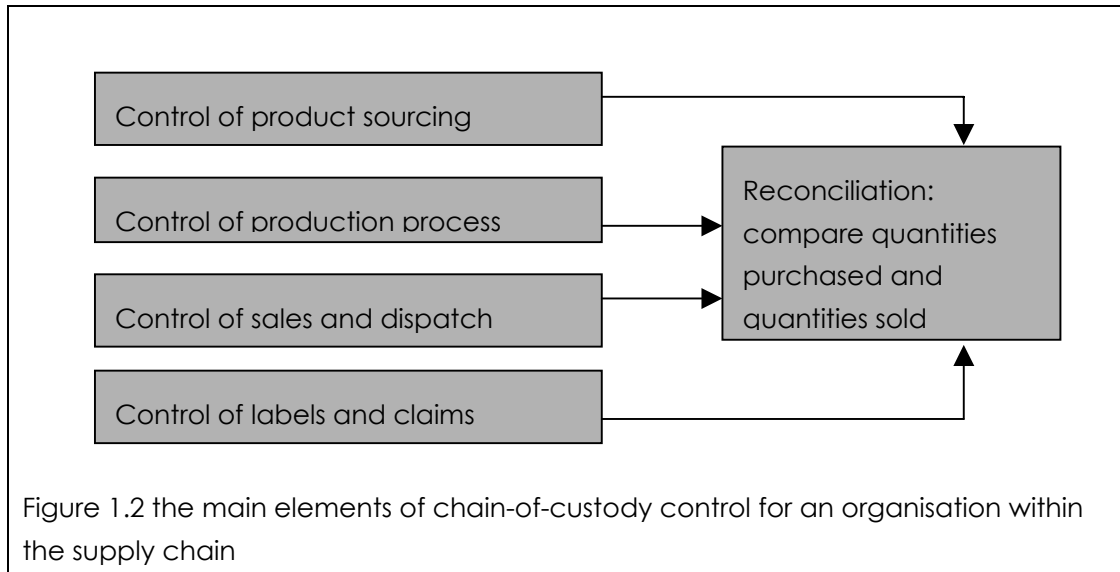 Control of product sourcing
Control of production process
Control of sales and dispatch
Control of labels and claims
Reconciliation:
compare quantities
purchased and
quantities sold
Figure 1.2 the main elements of chain-of-custody control for an organisation within
the supply chain